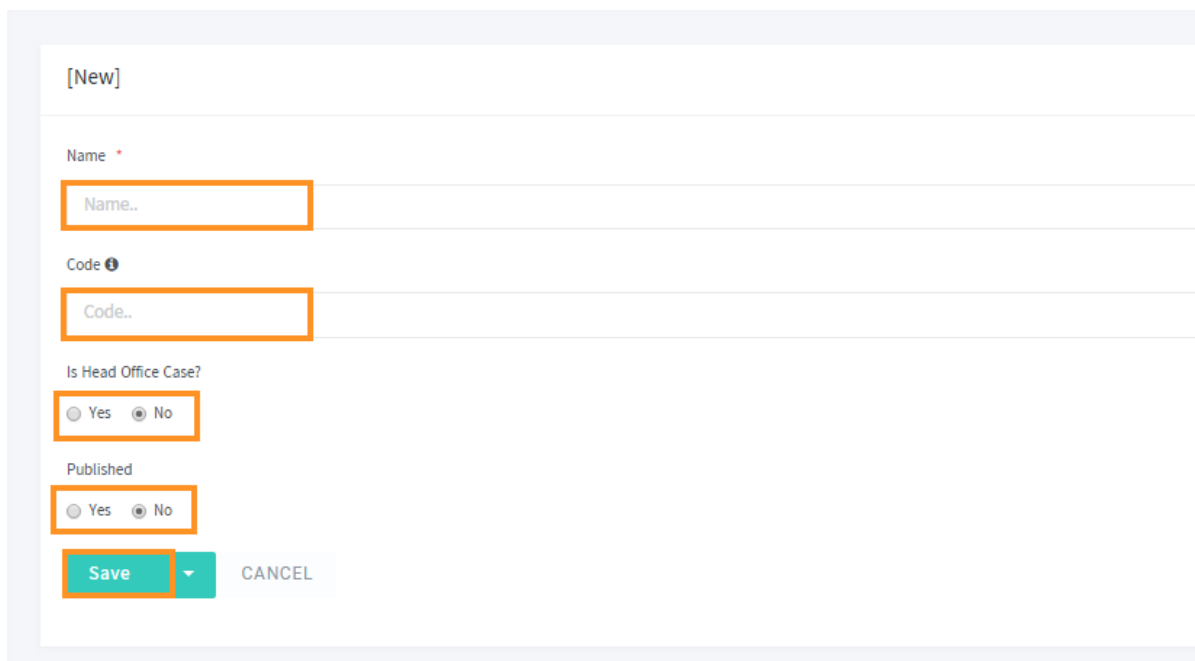 [New]
Name *
Name..
Code
Code..
Is Head Office Case?
Yes No
Published
Yes No
Save CANCEL